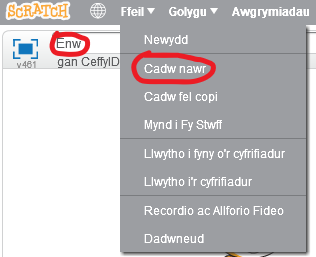 SCRATCH Ffeil Golygu Awgrymiadau
Enw
v461 gan CeffylD
Newydd
Cadw nawr
Cadw fel copi
Mynd i Fy Stwff
Llwytho i fyny o'r cyfrifiadur
Llwytho i'r cyfrifiadur
Recordio ac Allforio Fideo
Dadwneud